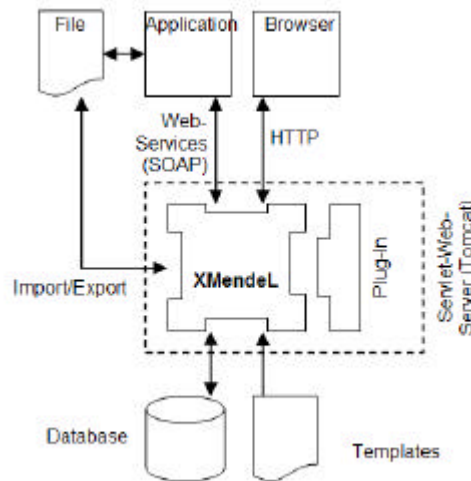 File
Application
Browser
Web-
Services
(SOAP)
HTTP
Import/Export
XMendeL
Plug-In
Servlet-Web-
Server (Tomcat)
Database
Templates